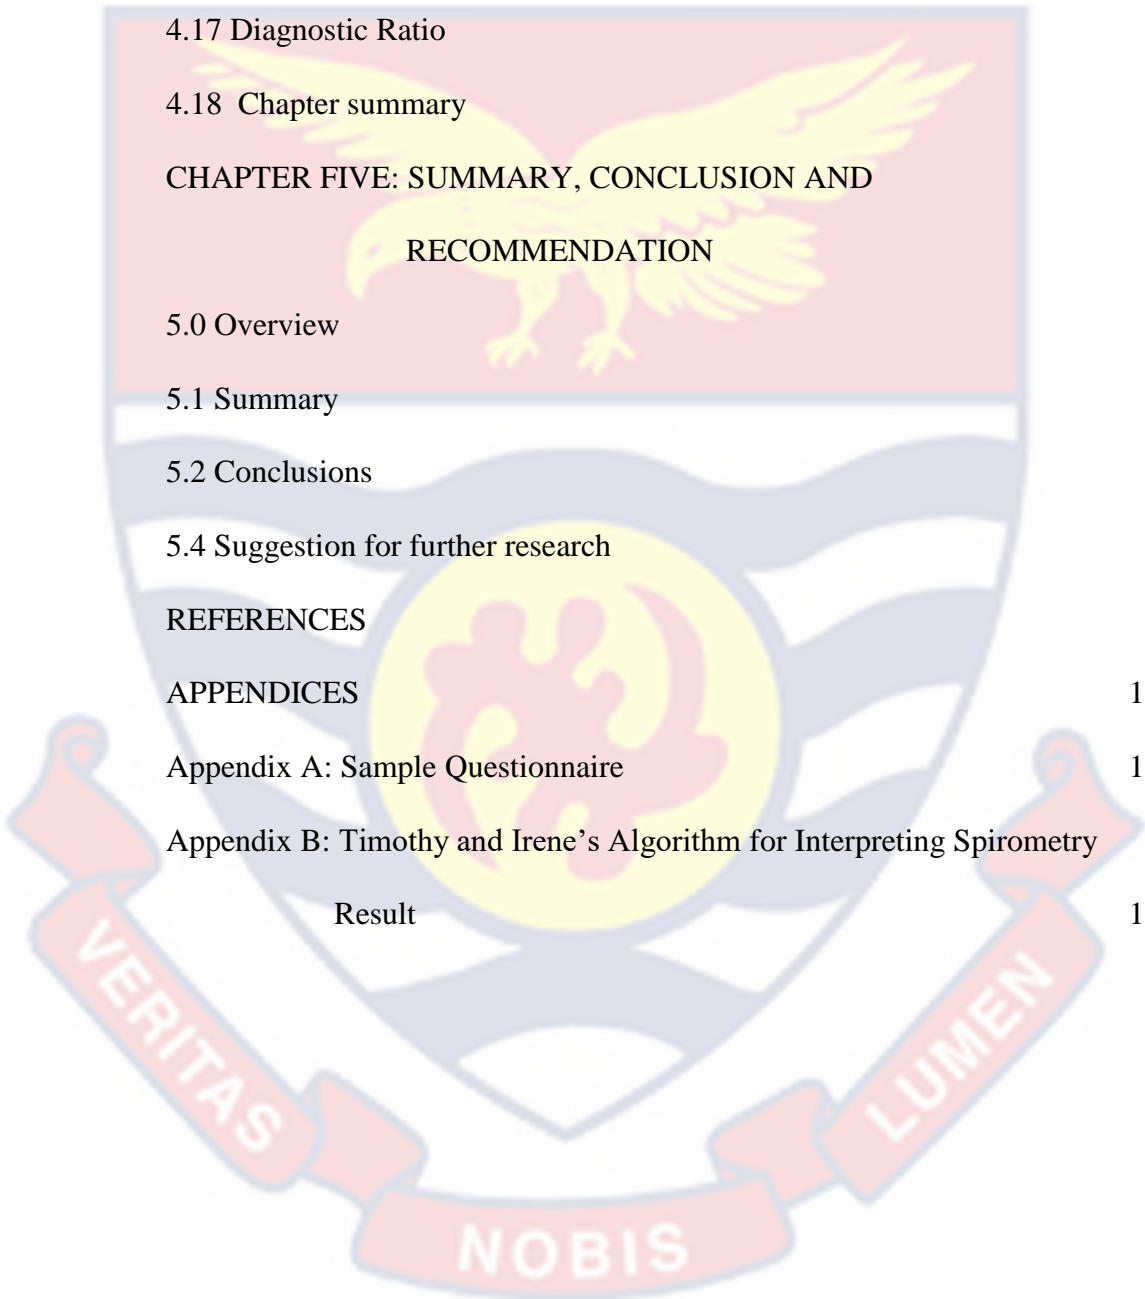 4.17 Diagnostic Ratio
4.18 Chapter summary
CHAPTER FIVE: SUMMARY, CONCLUSION AND
RECOMMENDATION
5.0 Overview
5.1 Summary
5.2 Conclusions
5.4 Suggestion for further research
REFERENCES
APPENDICES 1
Appendix A: Sample Questionnaire 1
Appendix B: Timothy and Irene’s Algorithm for Interpreting Spirometry
Result 1
VERITAS
NOBIS
LUMEN